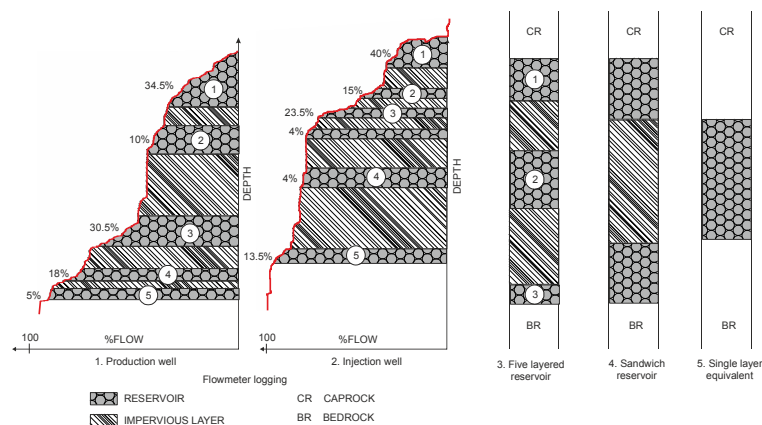 34.5%
1
10%
2
30.5%
3
18%
4
5%
5
DEPTH
100
%FLOW
1. Production well
40%
1
15%
2
23.5%
3
4%
4%
4
13.5%
5
DEPTH
100
%FLOW
2. Injection well
Flowmeter logging
RESERVOIR
IMPERVIOUS LAYER
CR CAPROCK
BR BEDROCK
CR
1
2
3
BR
3. Five layered
reservoir
CR
BR
4. Sandwich
reservoir
CR
BR
5. Single layer
equivalent